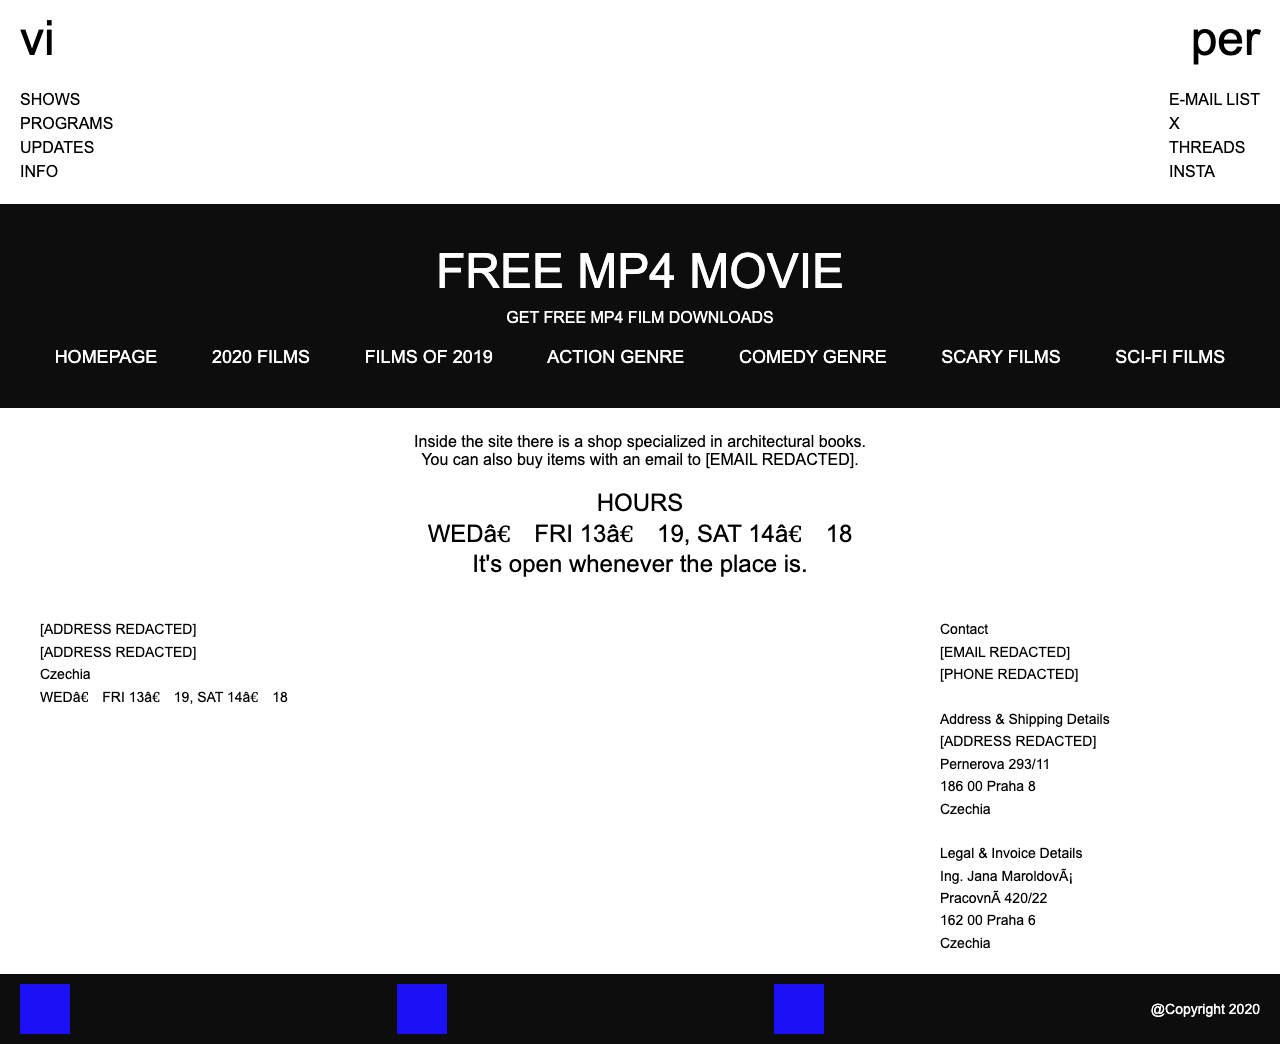 vi
per
SHOWS
PROGRAMS
UPDATES
INFO
E-MAIL LIST
X
THREADS
INSTA
FREE MP4 MOVIE
GET FREE MP4 FILM DOWNLOADS
HOMEPAGE 2020 FILMS FILMS OF 2019 ACTION GENRE COMEDY GENRE SCARY FILMS SCI-FI FILMS
Inside the site there is a shop specialized in architectural books.
You can also buy items with an email to [EMAIL REDACTED].
HOURS
WEDâ€ FRI 13â€ 19, SAT 14â€ 18
It's open whenever the place is.
[ADDRESS REDACTED]
[ADDRESS REDACTED]
Czechia
WEDâ€ FRI 13â€ 19, SAT 14â€ 18
Contact
[EMAIL REDACTED]
[PHONE REDACTED]
Address & Shipping Details
[ADDRESS REDACTED]
Pernerova 293/11
186 00 Praha 8
Czechia
Legal & Invoice Details
Ing. Jana MaroldovÃ¡
PracovnÃ 420/22
162 00 Praha 6
Czechia
@Copyright 2020